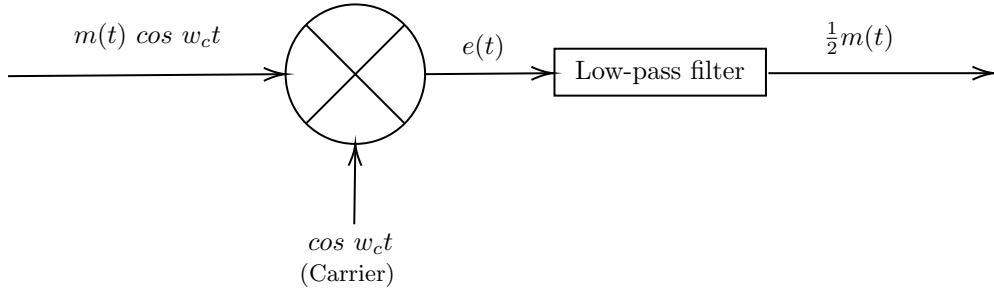 m(t) cos w_c t
e(t)
Low-pass filter
½m(t)
cos w_c t
(Carrier)